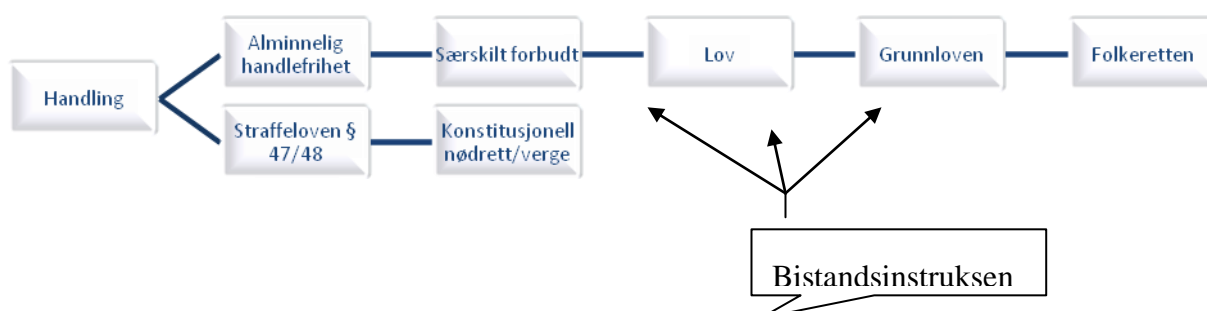 Handling
Alminnelig
handlefrihet
Særskilt forbudt
Lov
Grunnloven
Folkeretten
Straffeloven §
47/48
Konstitusjonell
nødrett/verge
Bistandsinstruksen